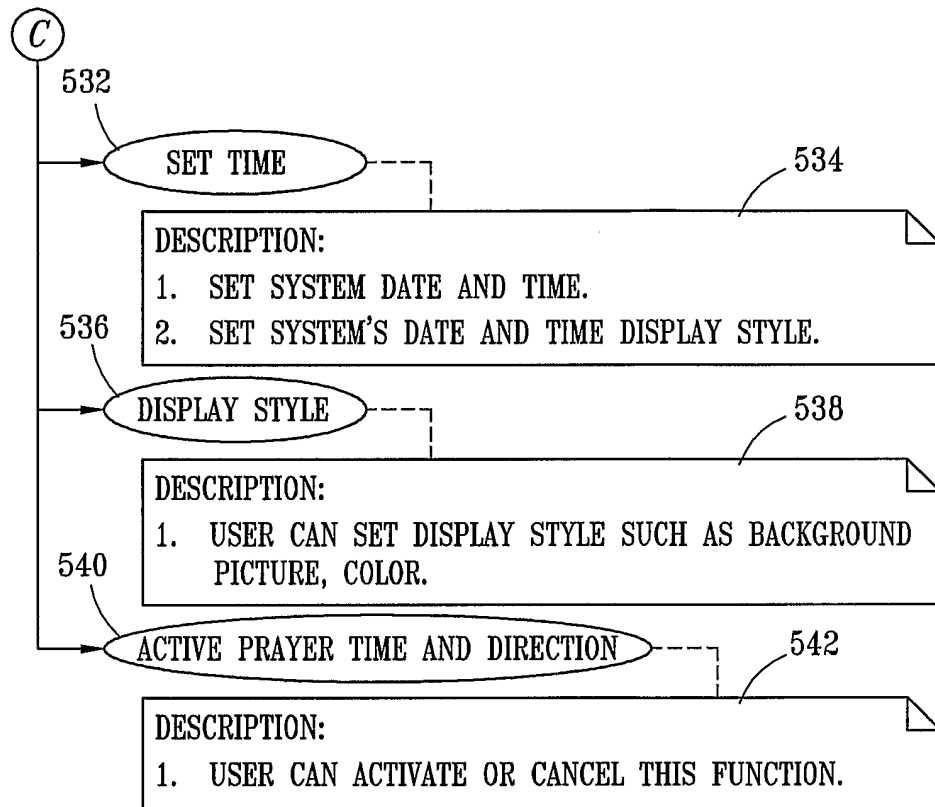 C
532
SET TIME
534
DESCRIPTION:
1. SET SYSTEM DATE AND TIME.
2. SET SYSTEM'S DATE AND TIME DISPLAY STYLE.
536
DISPLAY STYLE
538
DESCRIPTION:
1. USER CAN SET DISPLAY STYLE SUCH AS BACKGROUND
PICTURE, COLOR.
540
ACTIVE PRAYER TIME AND DIRECTION
542
DESCRIPTION:
1. USER CAN ACTIVATE OR CANCEL THIS FUNCTION.